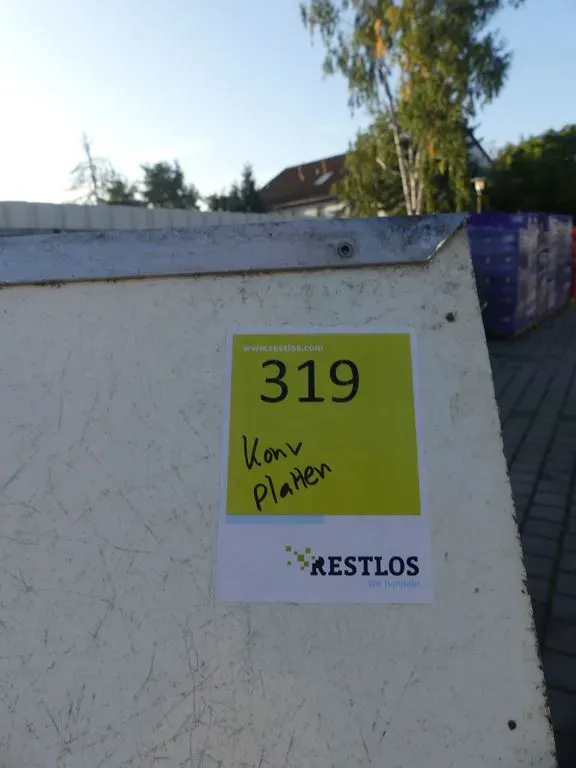 www.restlos.com
319
Konv
Platten
RESTLOS
Wir handeln